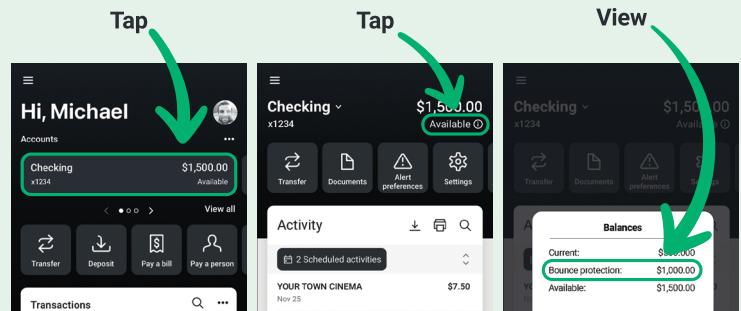 Tap
Hi, Michael
Accounts
Checking $1,500.00
x1234 Available
View all
Transfer Deposit Pay a bill Pay a person
Transactions
Tap
Checking $1,500.00
x1234 Available
Transfer Documents Alert preferences Settings
Activity
2 Scheduled activities
YOUR TOWN CINEMA $7.50
Nov 25
View
Checking
x1234
Transfer Documents Alert preferences Settings
Balances
Current:
Bounce protection: $1,000.00
Available: $1,500.00